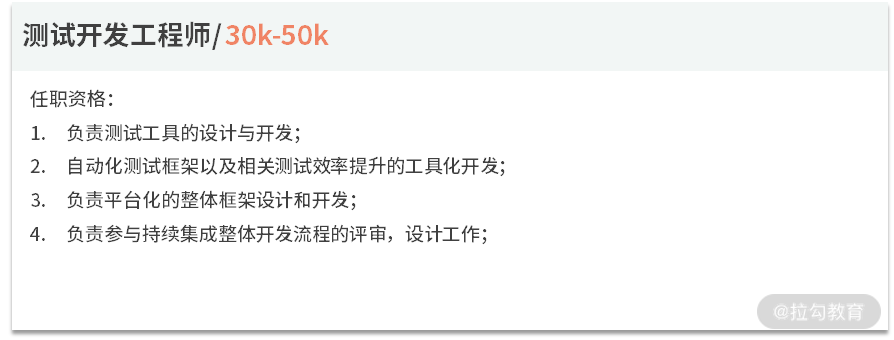 测试开发工程师/30k-50k
任职资格：
1. 负责测试工具的设计与开发；
2. 自动化测试框架以及相关测试效率提升的工具化开发；
3. 负责平台化的整体框架设计和开发；
4. 负责参与持续集成整体开发流程的评审，设计工作；
@拉勾教育